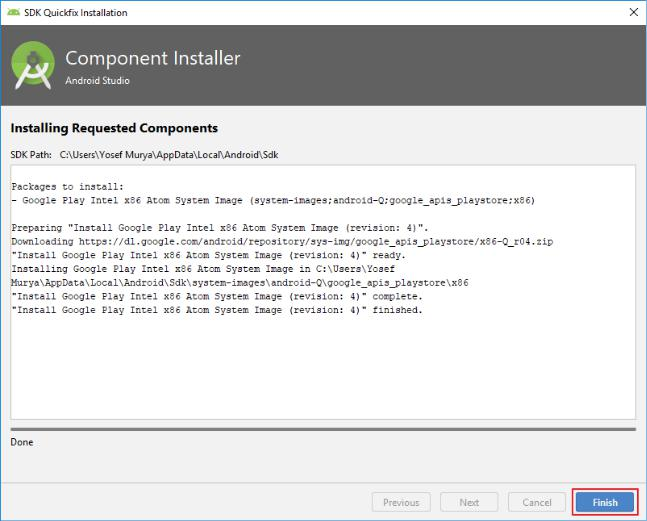 SDK Quickfix Installation
Component Installer
Android Studio
Installing Requested Components
SDK Path: C:\Users\Yosef Murya\AppData\Local\Android\Sdk
Packages to install:
- Google Play Intel x86 Atom System Image (system-images;android-Q;google_apis_playstore;x86)
Preparing "Install Google Play Intel x86 Atom System Image (revision: 4)".
Downloading https://dl.google.com/android/repository/sys-img/google_apis_playstore/x86-Q_r04.zip
"Install Google Play Intel x86 Atom System Image (revision: 4)" ready.
Installing Google Play Intel x86 Atom System Image in C:\Users\Yosef
Murya\AppData\Local\Android\Sdk\system-images\android-Q\google_apis_playstore\x86
"Install Google Play Intel x86 Atom System Image (revision: 4)" complete.
"Install Google Play Intel x86 Atom System Image (revision: 4)" finished.
Done
Previous Next Cancel Finish